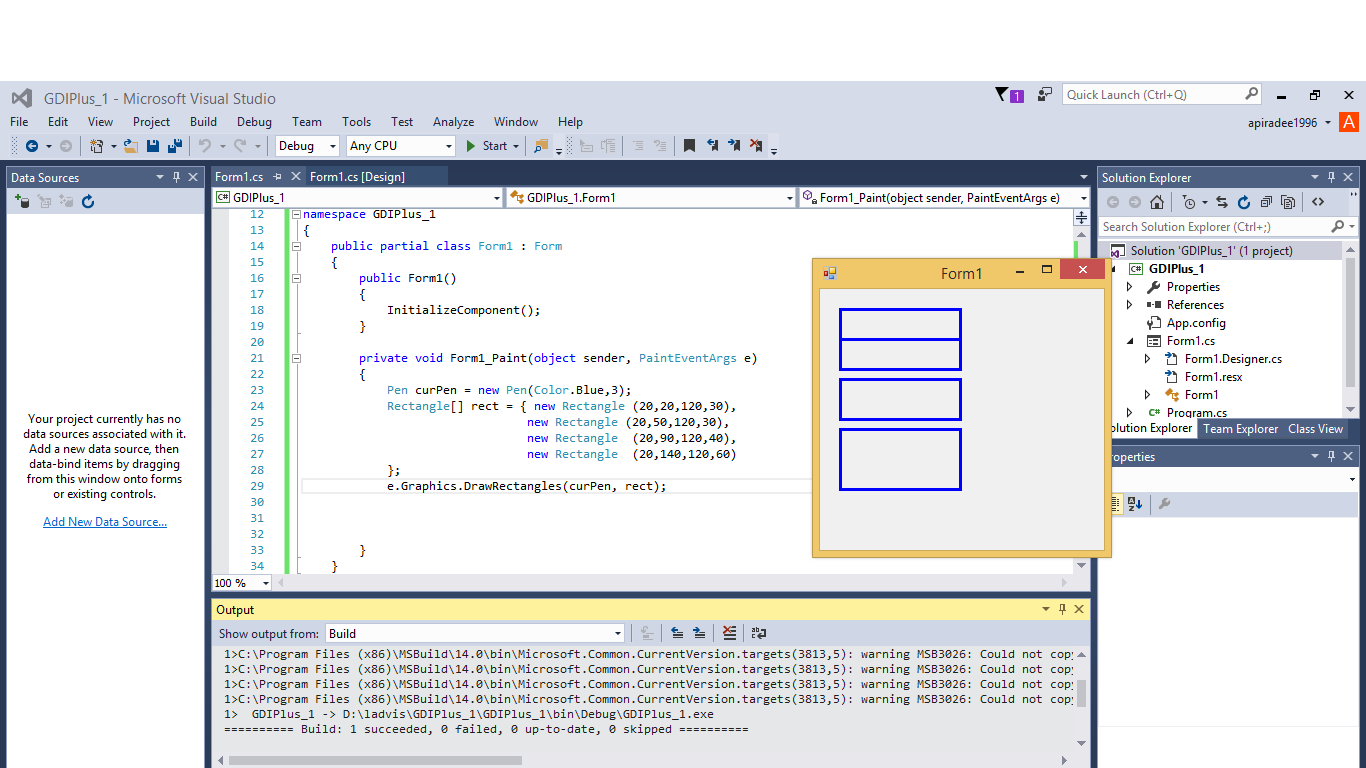 GDIPlus_1 - Microsoft Visual Studio
1
Quick Launch (Ctrl+Q)
File Edit View Project Build Debug Team Tools Test Analyze Window Help
apiradee1996
A
Debug
Any CPU
Start
Data Sources
Your project currently has no
data sources associated with it.
Add a new data source, then
data-bind items by dragging
from this window onto forms
or existing controls.
Add New Data Source...
Form1.cs
Form1.cs [Design]
C# GDIPlus_1
GDIPlus_1.Form1
Form1_Paint(object sender, PaintEventArgs e)
12 namespace GDIPlus_1
13 {
14 public partial class Form1 : Form
15 {
16 public Form1()
17 {
18 InitializeComponent();
19 }
20
21 private void Form1_Paint(object sender, PaintEventArgs e)
22 {
23 Pen curPen = new Pen(Color.Blue,3);
24 Rectangle[] rect = { new Rectangle (20,20,120,30),
25 new Rectangle (20,50,120,30),
26 new Rectangle  (20,90,120,40),
27 new Rectangle  (20,140,120,60)
28 };
29 e.Graphics.DrawRectangles(curPen, rect);
30
31
32
33 }
34 }
100 %
Form1
Solution Explorer
Search Solution Explorer (Ctrl+;)
Solution 'GDIPlus_1' (1 project)
C# GDIPlus_1
Properties
References
App.config
Form1.cs
Form1.Designer.cs
Form1.resx
Form1
C# Program.cs
olution Explorer
Team Explorer
Class View
roperties
Output
Show output from: Build
1>C:\Program Files (x86)\MSBuild\14.0\bin\Microsoft.Common.CurrentVersion.targets(3813,5): warning MSB3026: Could not copy
1>C:\Program Files (x86)\MSBuild\14.0\bin\Microsoft.Common.CurrentVersion.targets(3813,5): warning MSB3026: Could not copy
1>C:\Program Files (x86)\MSBuild\14.0\bin\Microsoft.Common.CurrentVersion.targets(3813,5): warning MSB3026: Could not copy
1>C:\Program Files (x86)\MSBuild\14.0\bin\Microsoft.Common.CurrentVersion.targets(3813,5): warning MSB3026: Could not copy
1>  GDIPlus_1 -> D:\ladvis\GDIPlus_1\GDIPlus_1\bin\Debug\GDIPlus_1.exe
========== Build: 1 succeeded, 0 failed, 0 up-to-date, 0 skipped ==========